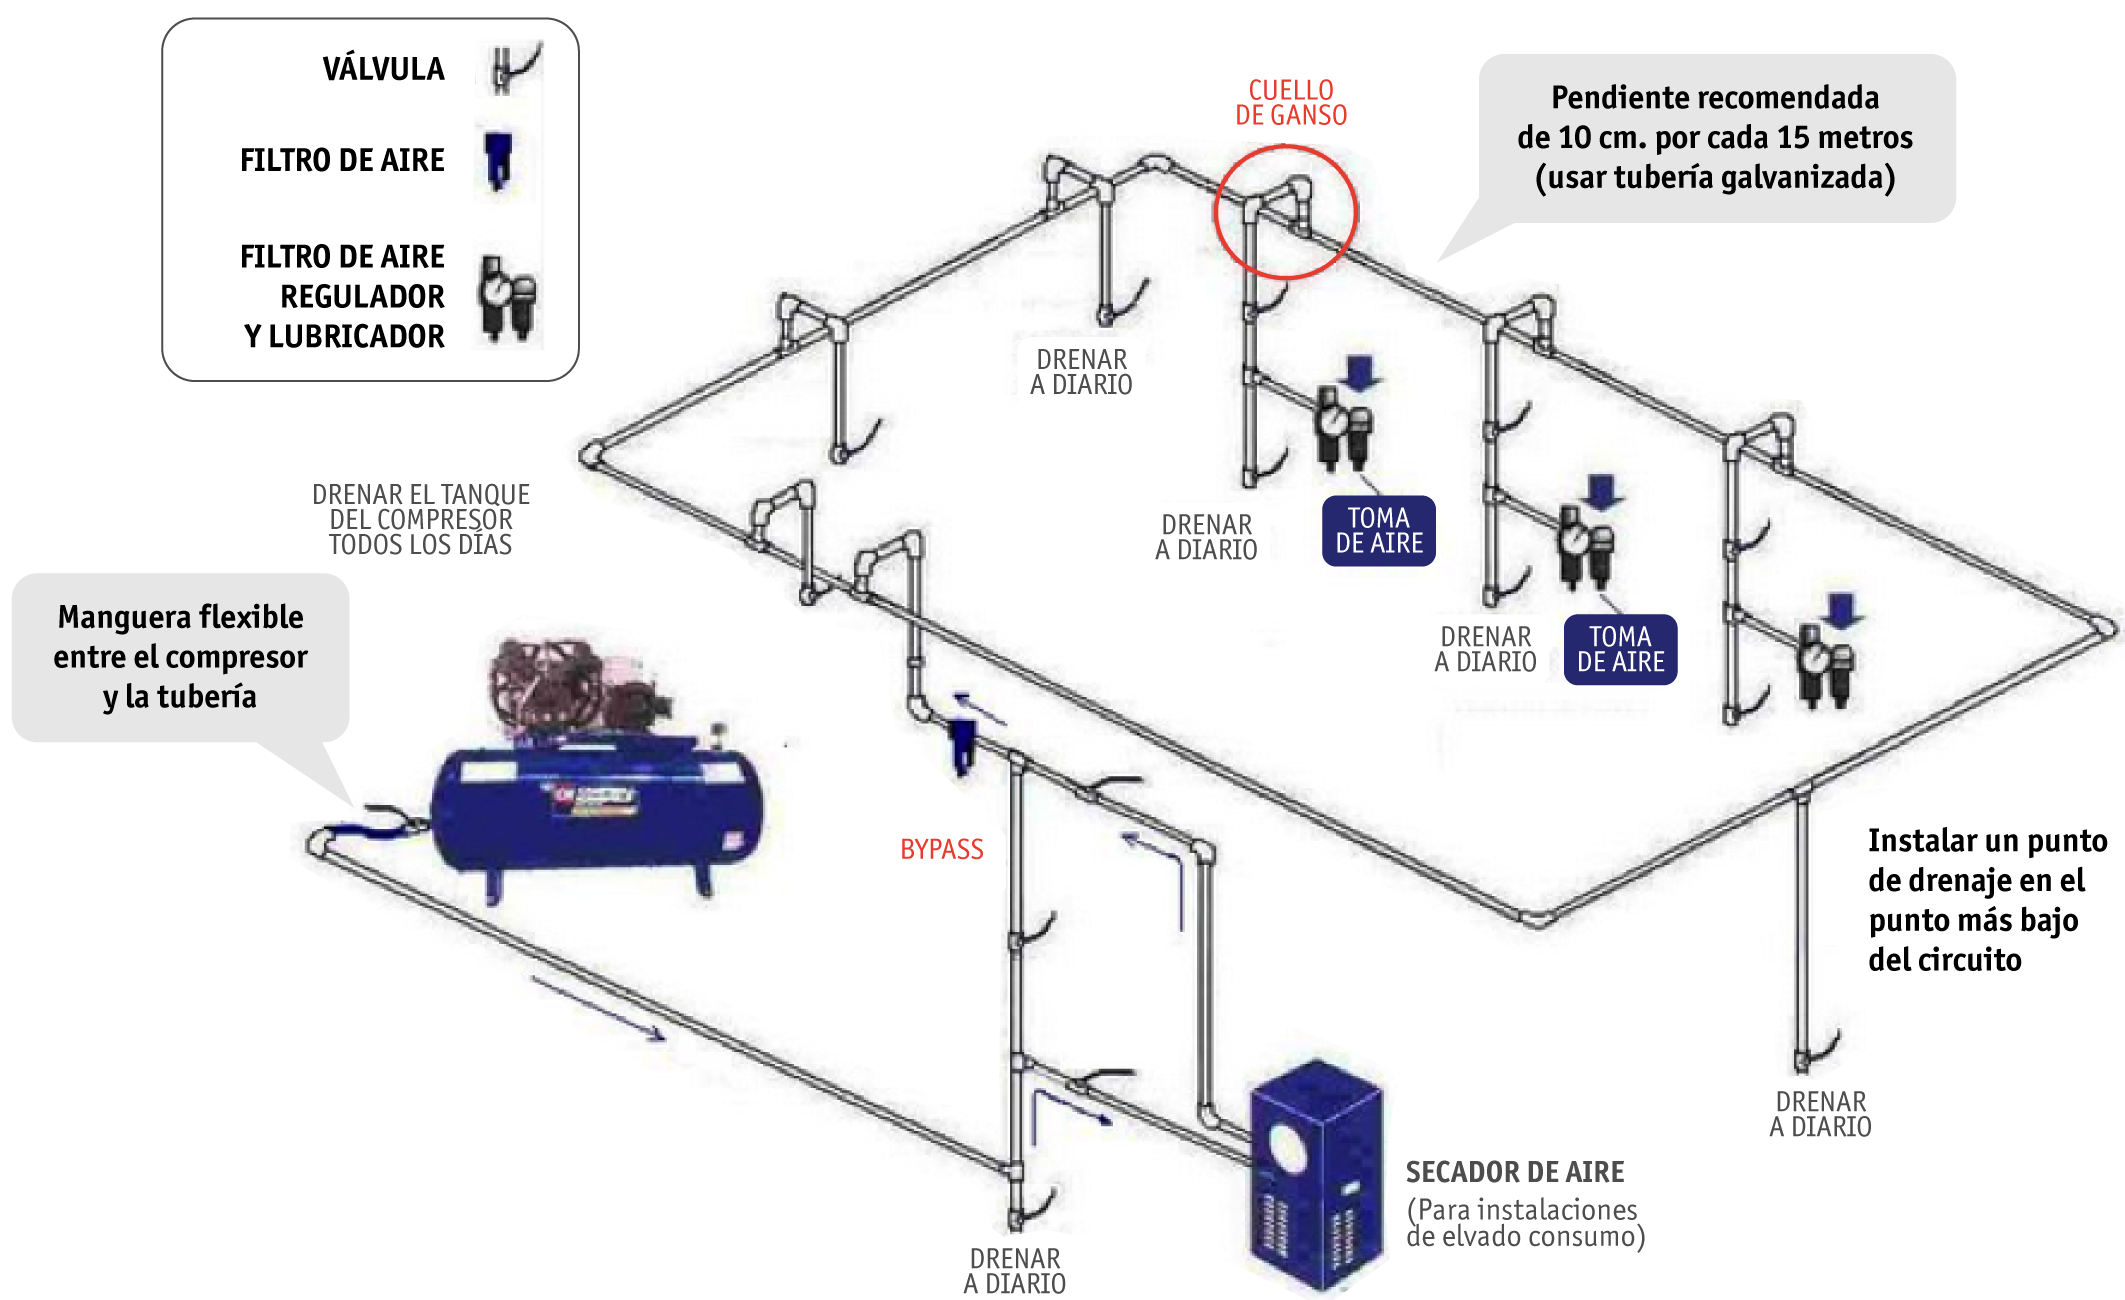 VÁLVULA
FILTRO DE AIRE
FILTRO DE AIRE
REGULADOR
Y LUBRICADOR
CUELLO
DE GANSO
Pendiente recomendada
de 10 cm. por cada 15 metros
(usar tubería galvanizada)
DRENAR
A DIARIO
DRENAR EL TANQUE
DEL COMPRESOR
TODOS LOS DÍAS
DRENAR
A DIARIO
TOMA
DE AIRE
Manguera flexible
entre el compresor
y la tubería
DRENAR
A DIARIO
TOMA
DE AIRE
BYPASS
Instalar un punto
de drenaje en el
punto más bajo
del circuito
DRENAR
A DIARIO
SECADOR DE AIRE
(Para instalaciones
de elvado consumo)
DRENAR
A DIARIO